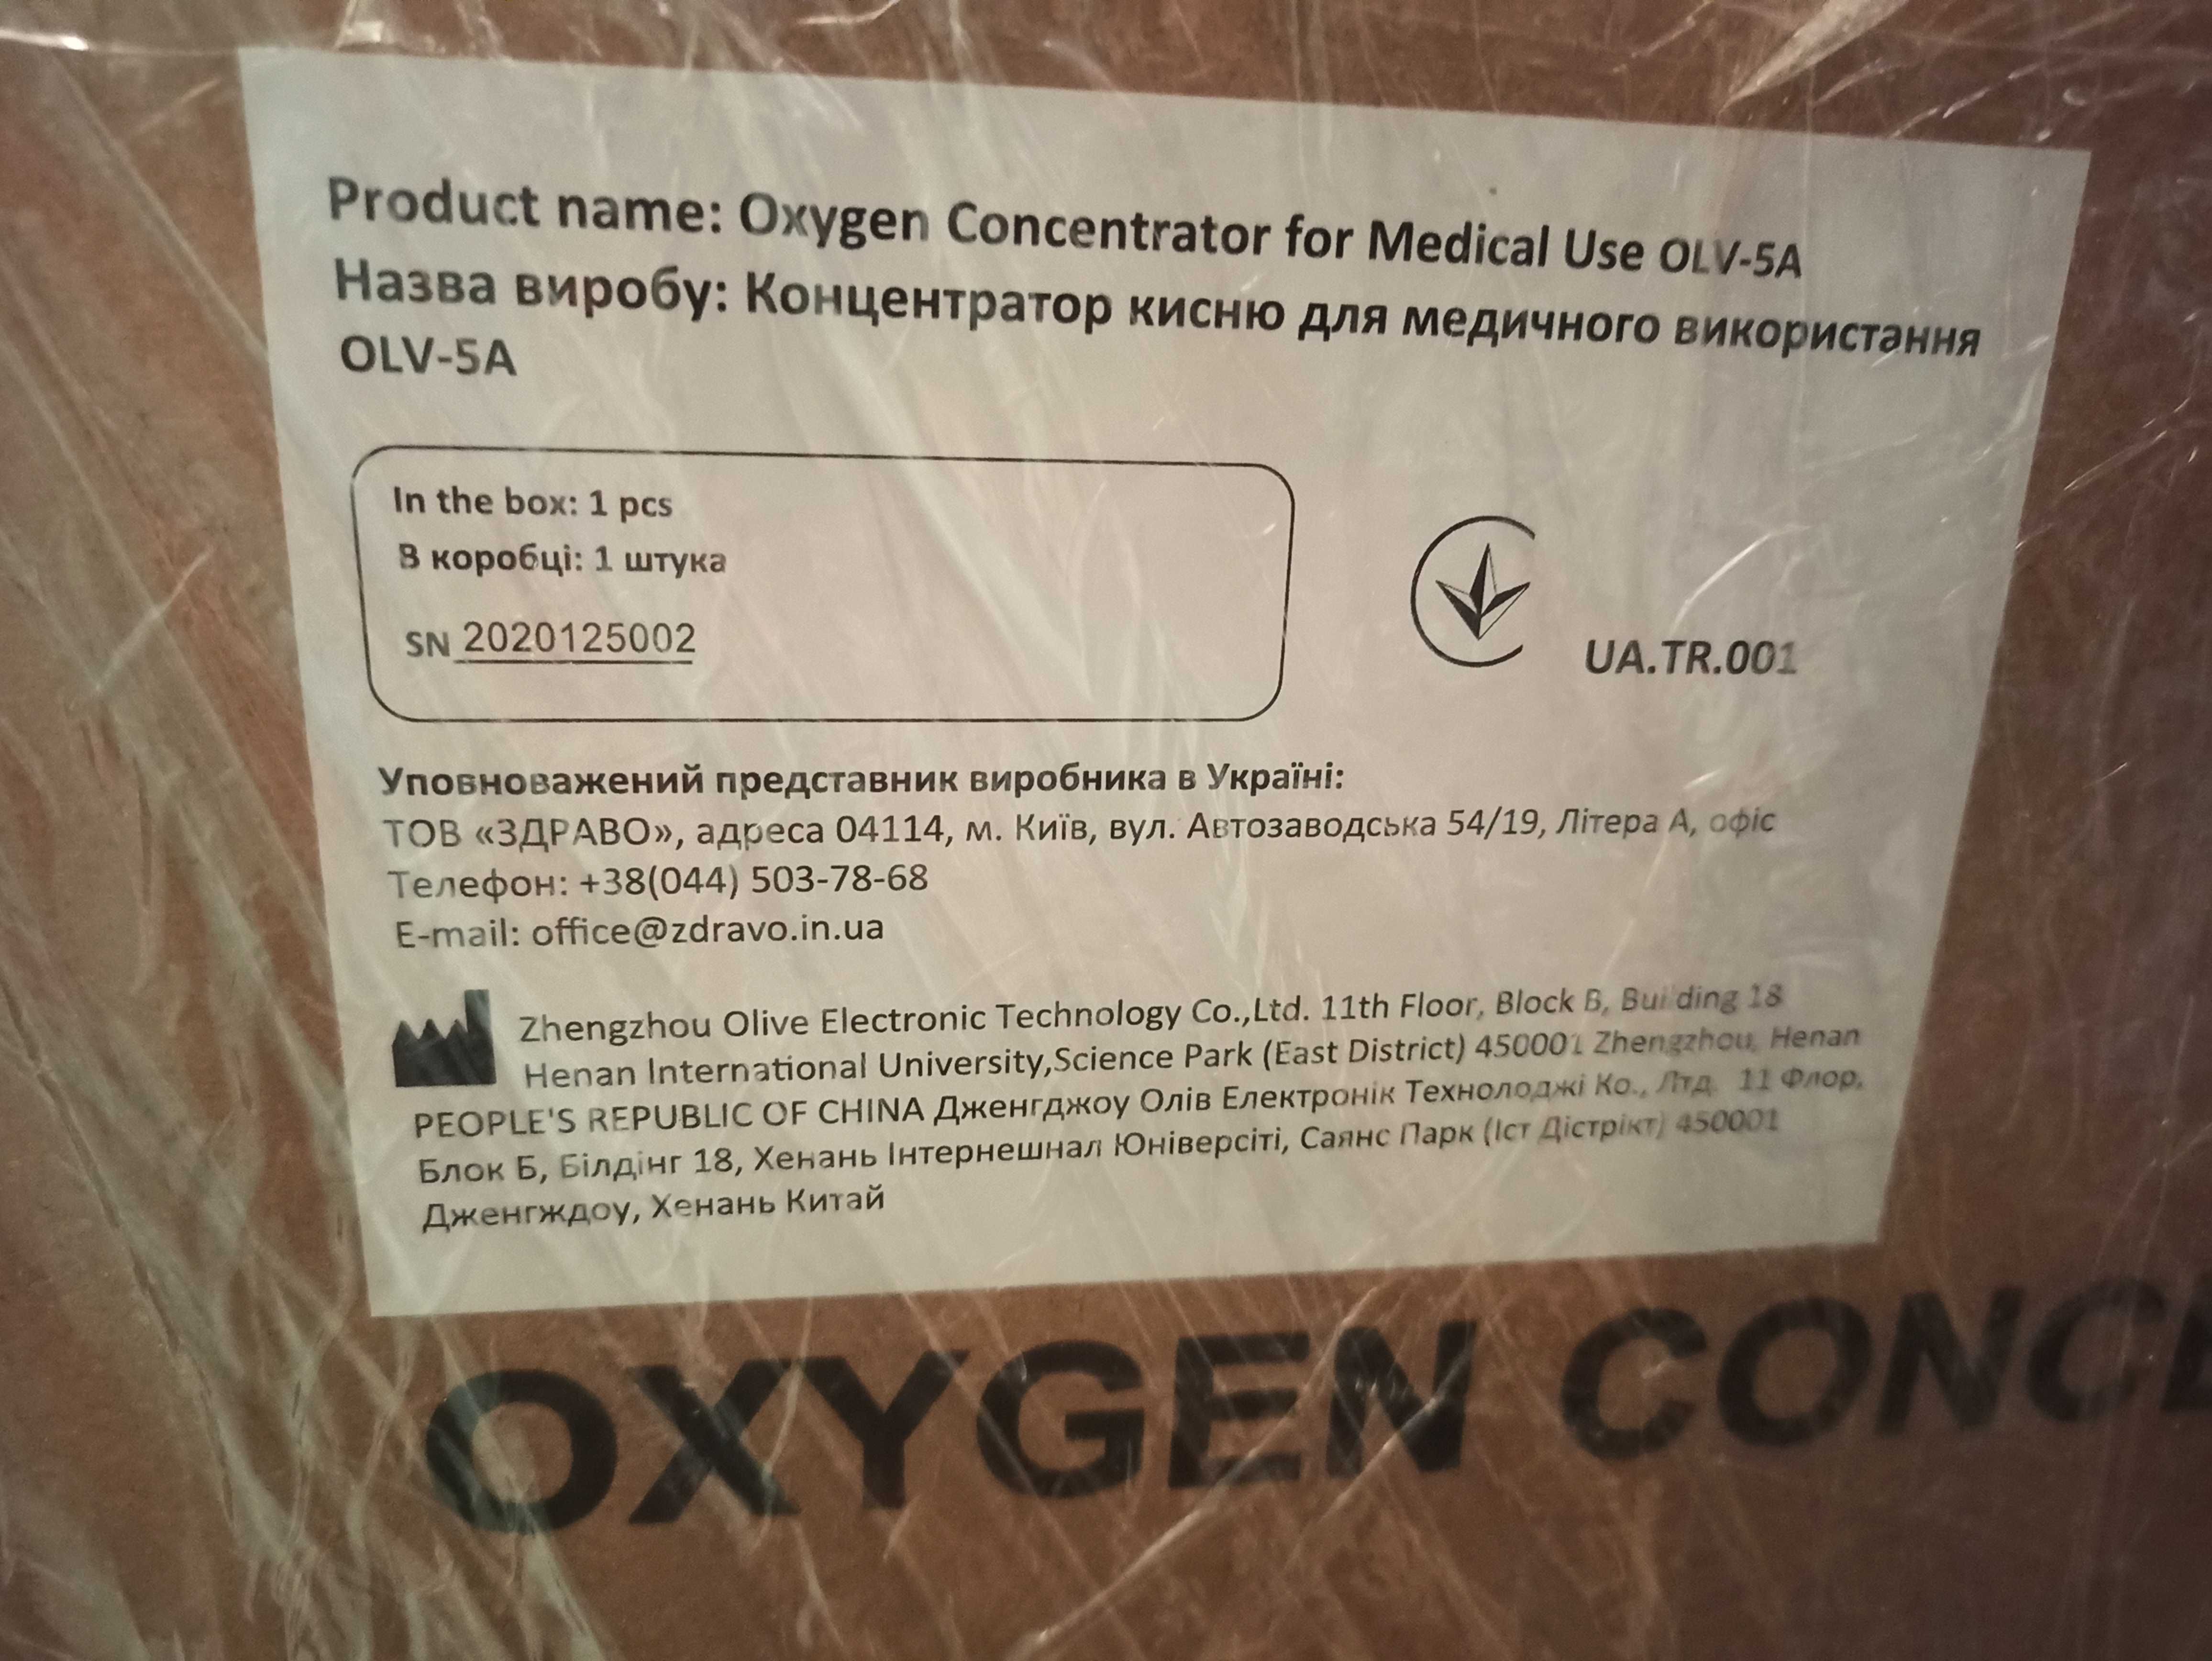 Product name: Oxygen Concentrator for Medical Use OLV-5A
Назва виробу: Концентратор кисню для медичного використання
OLV-5A
In the box: 1 pcs
В коробці: 1 штука
SN 2020125002
UA.TR.001
Уповноважений представник виробника в Україні:
ТОВ «ЗДРАВО», адреса 04114, м. Київ, вул. Автозаводська 54/19, Літера А, офіс
Телефон: +38(044) 503-78-68
E-mail: office@zdravo.in.ua
Zhengzhou Olive Electronic Technology Co.,Ltd. 11th Floor, Block B, Building 18
Henan International University,Science Park (East District) 450001 Zhengzhou, Henan
PEOPLE'S REPUBLIC OF CHINA Дженгджоу Олів Електронік Технолоджі Ко., Лтд. 11 Флор,
Блок Б, Білдінг 18, Хенань Інтернешнал Юніверсіті, Саянс Парк (Іст Дістрікт) 450001
Дженгждоу, Хенань Китай
OXYGEN CONCE